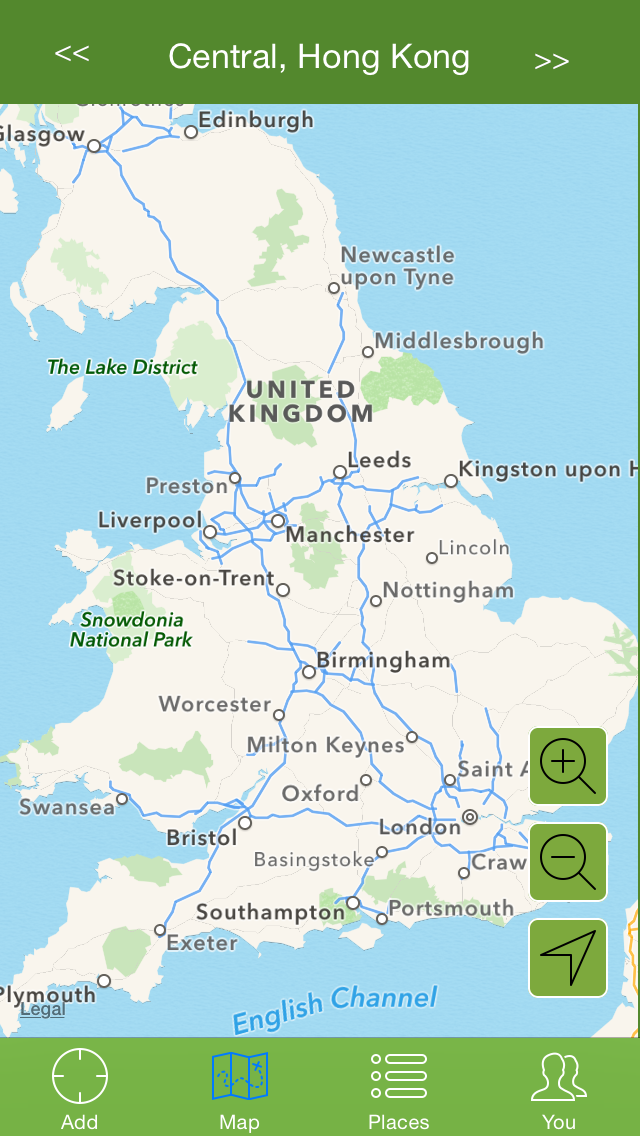 << Central, Hong Kong >>
Glasgow
Edinburgh
Newcastle
upon Tyne
Middlesbrough
The Lake District
UNITED
KINGDOM
Leeds
Kingston upon H
Preston
Liverpool
Manchester
Lincoln
Stoke-on-Trent
Nottingham
Snowdonia
National Park
Birmingham
Worcester
Milton Keynes
Saint A
Oxford
Swansea
London
Bristol
Basingstoke
Craw
Southampton
Portsmouth
Exeter
Plymouth
Legal
English Channel
Add Map Places You